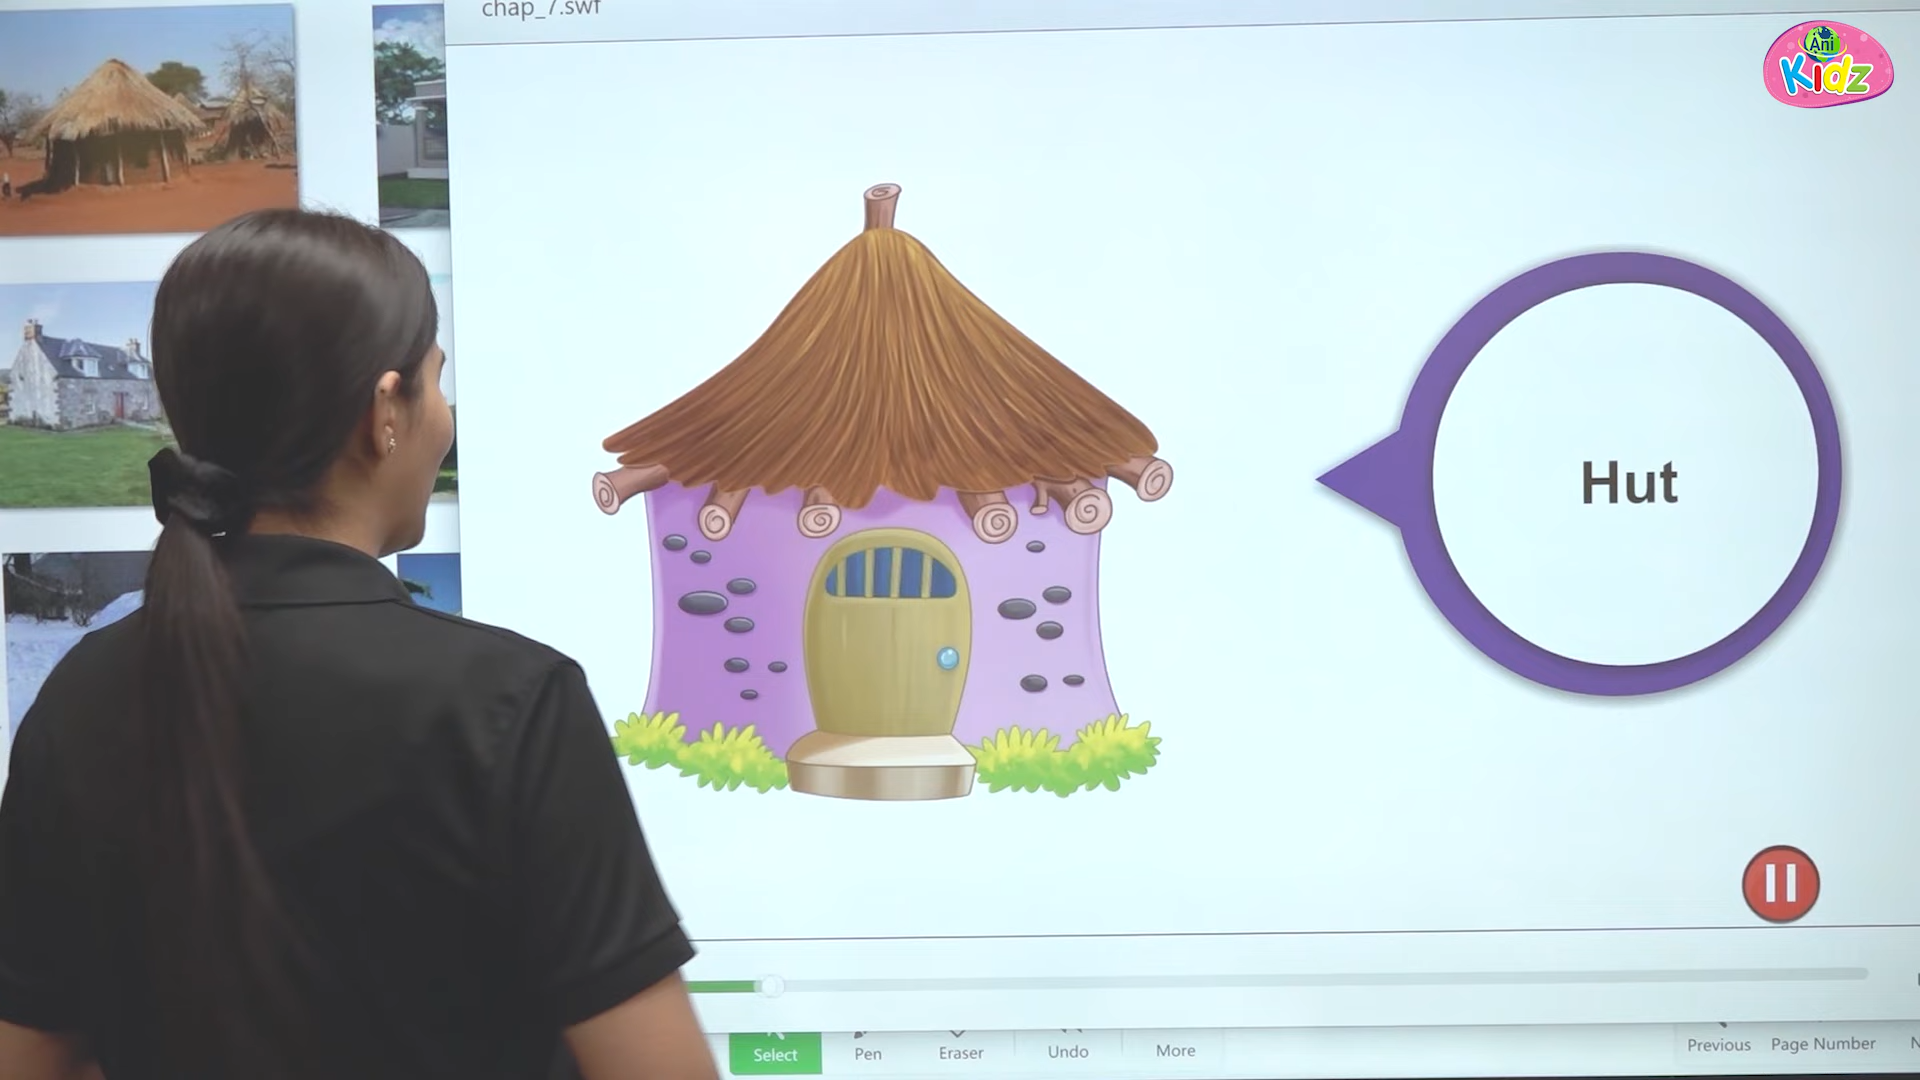 chap_7.swf
Ani
Kidz
Hut
Select
Pen
Eraser
Undo
More
Previous
Page Number